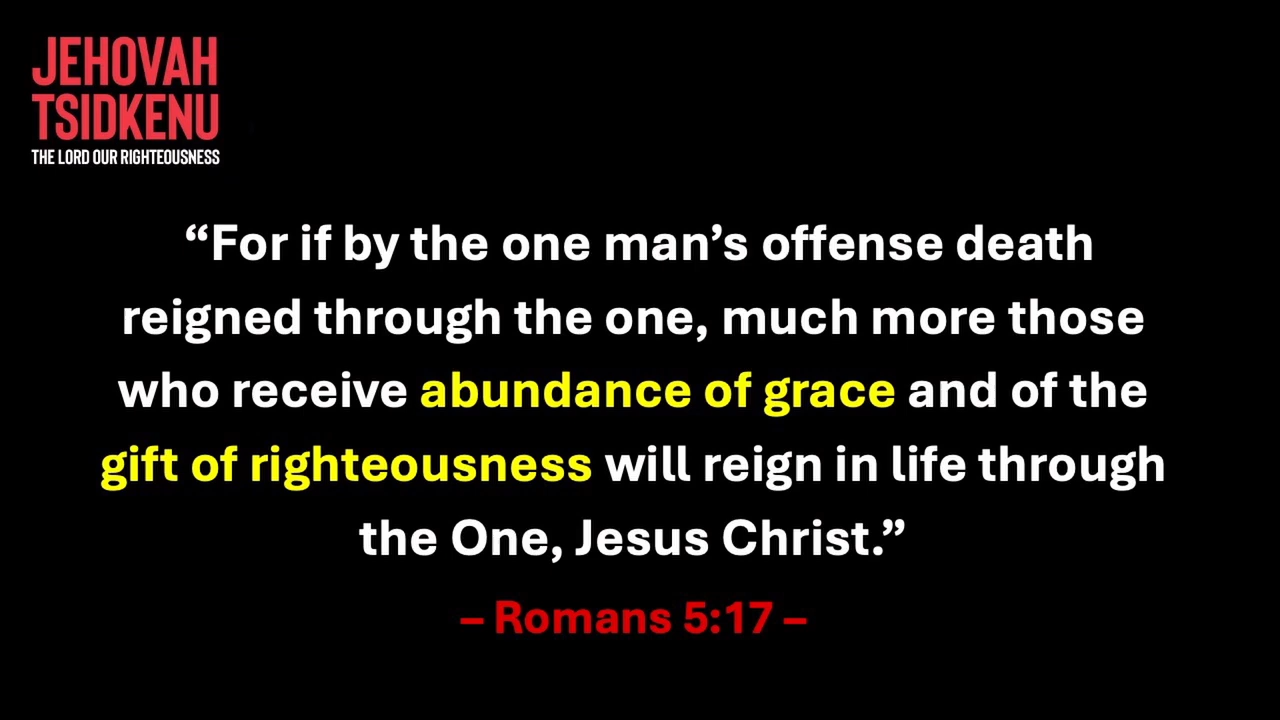 JEHOVAH
TSIDKENU
THE LORD OUR RIGHTEOUSNESS
“For if by the one man’s offense death
reigned through the one, much more those
who receive abundance of grace and of the
gift of righteousness will reign in life through
the One, Jesus Christ.”
– Romans 5:17 –